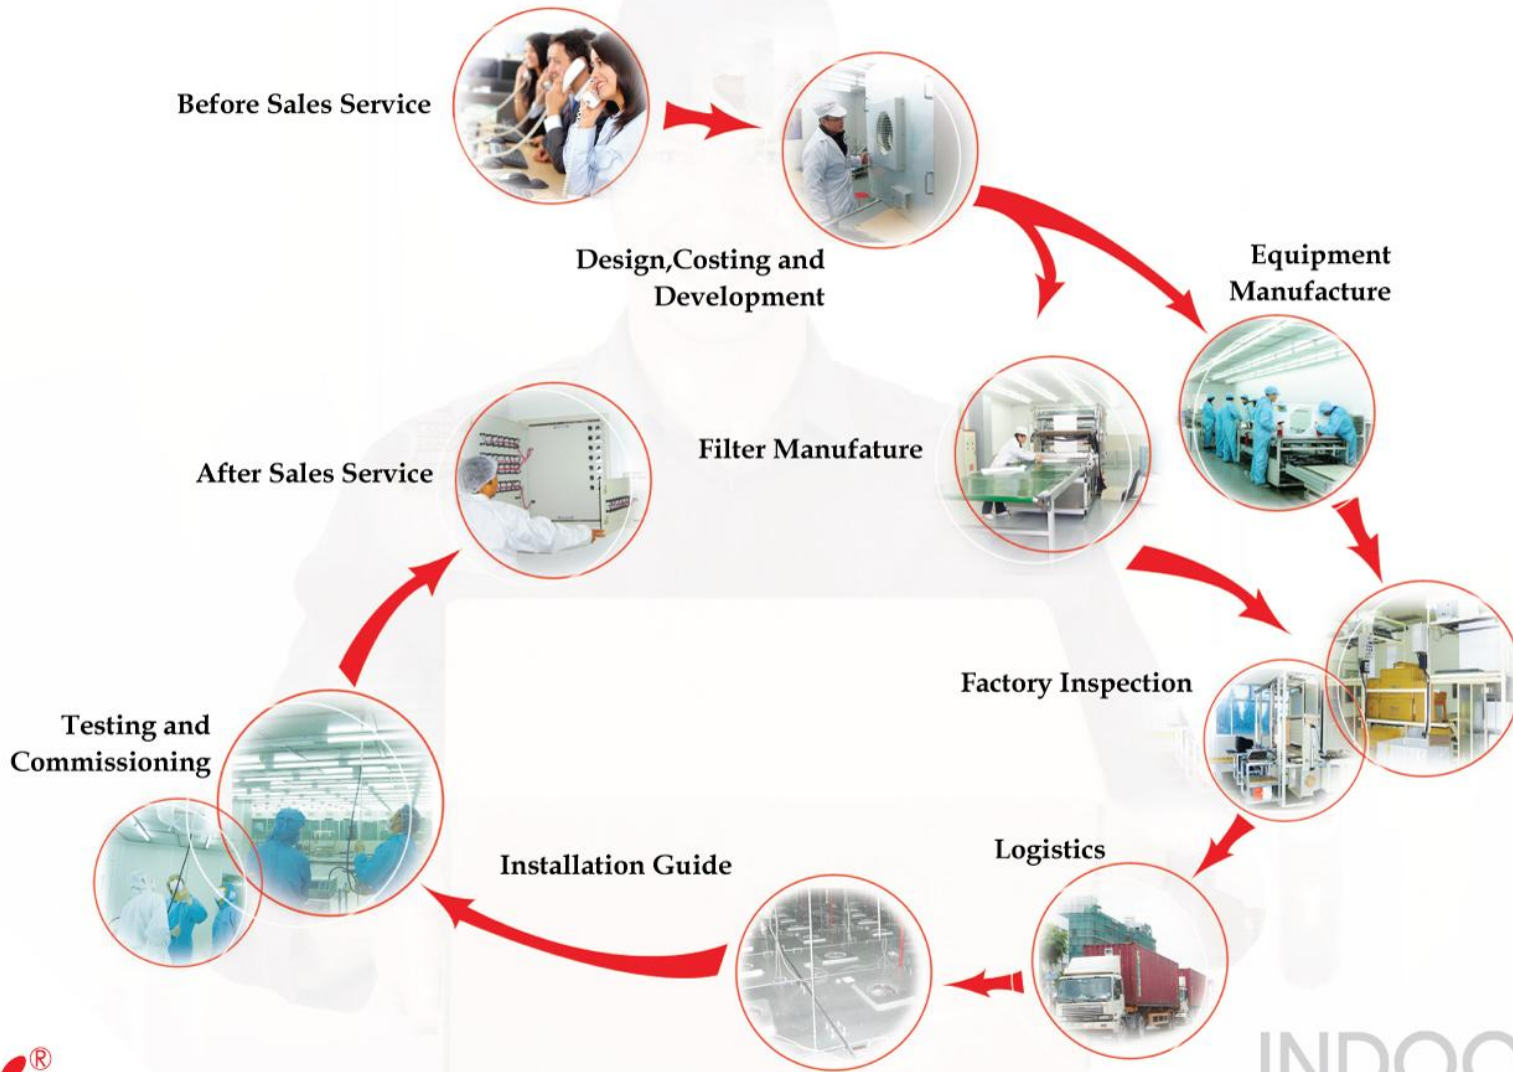 Before Sales Service
Design,Costing and
Development
Equipment
Manufacture
Filter Manufature
After Sales Service
Factory Inspection
Testing and
Commissioning
Logistics
Installation Guide
®